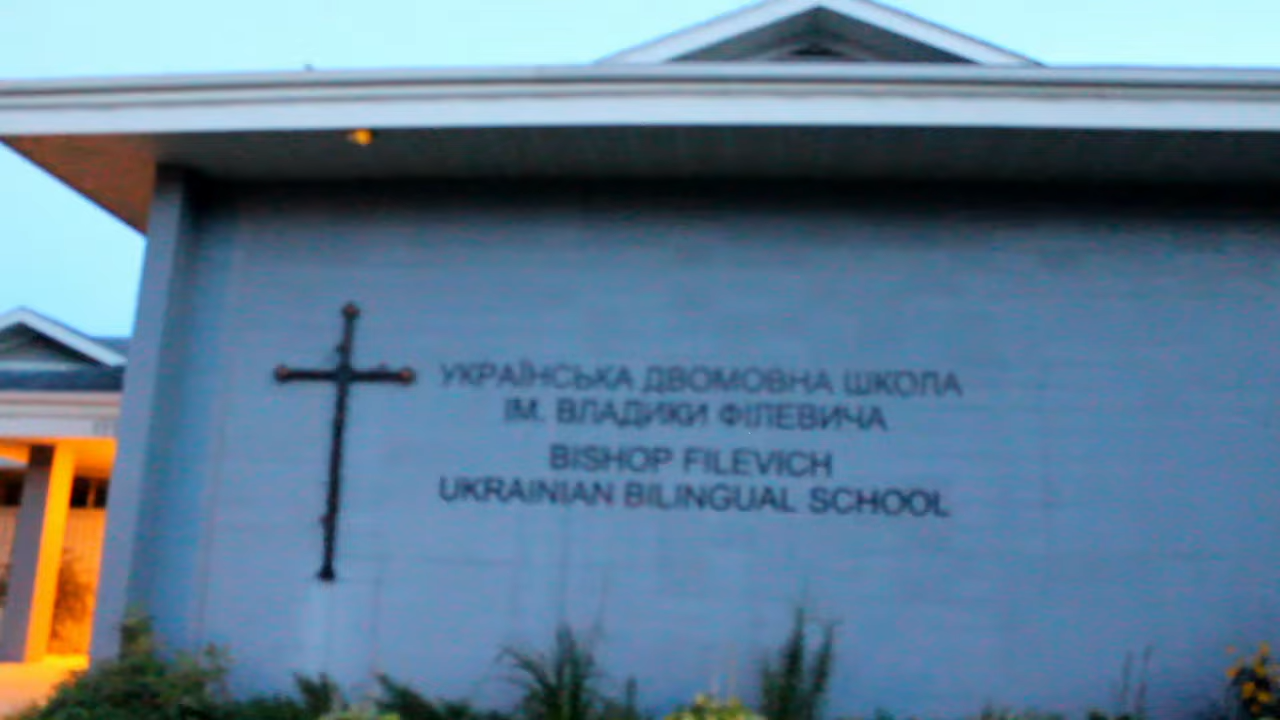 УКРАЇНСЬКА ДВОМОВНА ШКОЛА
ІМ. ВЛАДИКИ ФІЛЕВИЧА
BISHOP FILEVICH
UKRAINIAN BILINGUAL SCHOOL